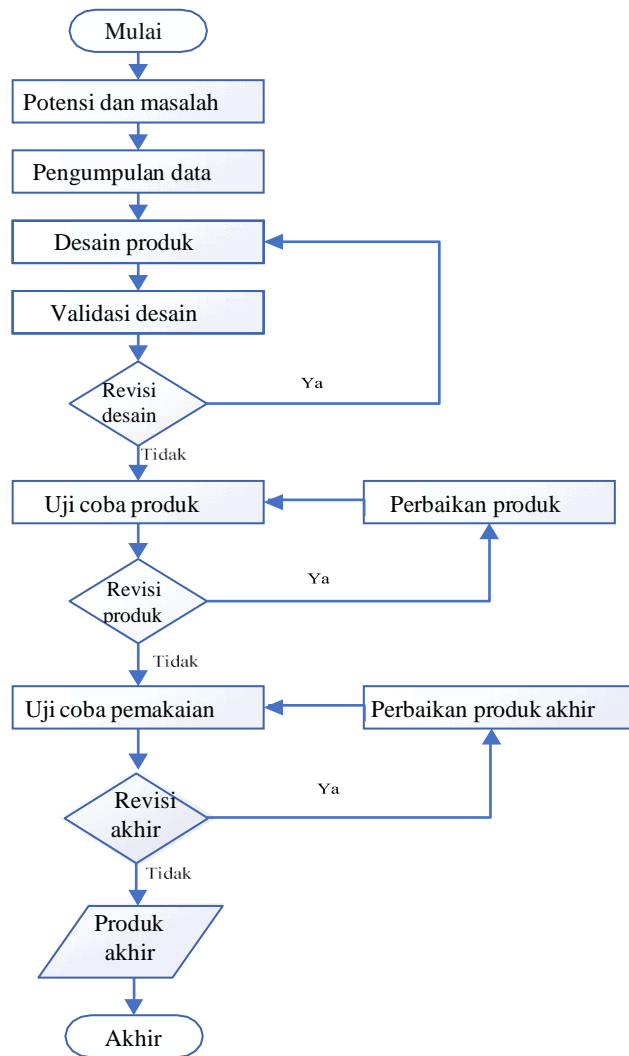 Mulai
Potensi dan masalah
Pengumpulan data
Desain produk
Validasi desain
Revisi
desain
Ya
Tidak
Uji coba produk
Perbaikan produk
Revisi
produk
Ya
Tidak
Uji coba pemakaian
Perbaikan produk akhir
Revisi
akhir
Ya
Tidak
Produk
akhir
Akhir